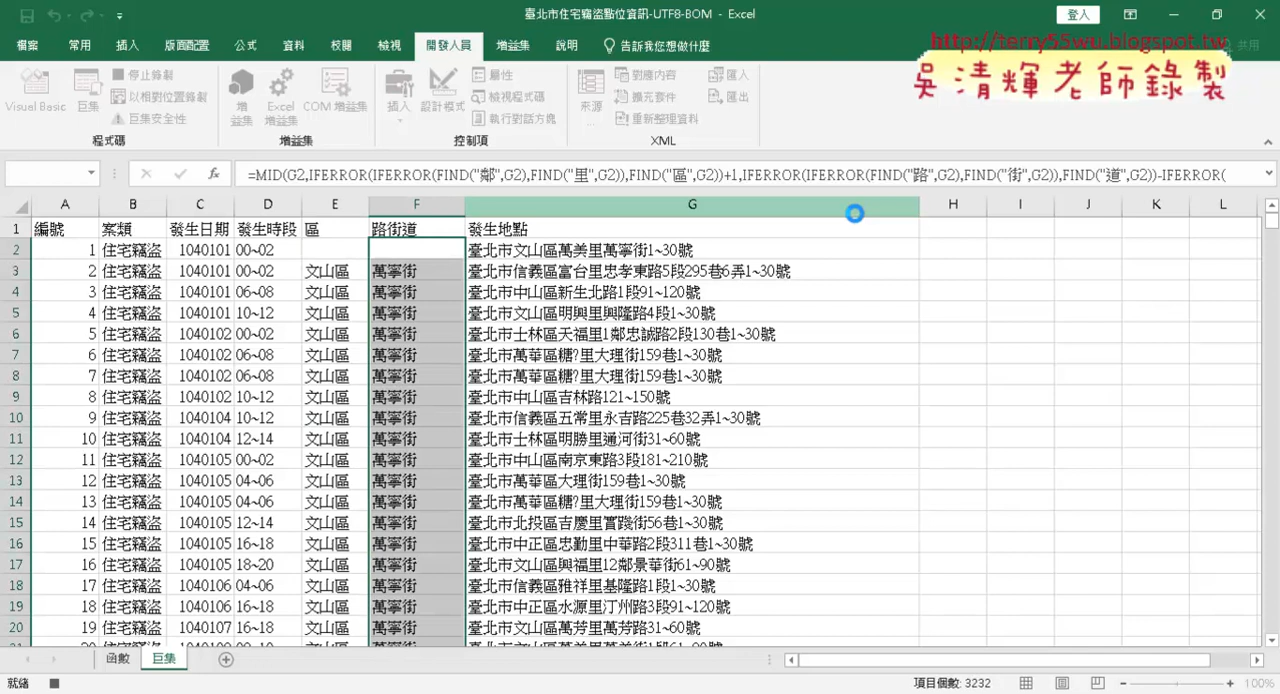 臺北市住宅竊盜點位資訊-UTF8-BOM - Excel
登入
檔案 常用 插入 版面配置 公式 資料 校閱 檢視 開發人員 增益集 說明 告訴我您想做什麼 共用
http://terry55wu.blogspot.tw
吳清輝老師錄製
Visual Basic 巨集 停止錄製 以相對位置錄製 巨集安全性
增益集 Excel 增益集 COM 增益集
插入 設計模式 屬性 檢視程式碼 執行對話方塊
來源 對應內容 擴充套件 重新整理資料 匯入 匯出
程式碼 增益集 控制項 XML
=MID(G2,IFERROR(IFERROR(FIND("鄰",G2),FIND("里",G2)),FIND("區",G2))+1,IFERROR(IFERROR(FIND("路",G2),FIND("街",G2)),FIND("道",G2))-IFERROR(
A B C D E F G H I J K L
1 編號 案類 發生日期 發生時段 區 路街道 發生地點
2 1 住宅竊盜 1040101 00~02 臺北市文山區萬美里萬寧街1~30號
3 2 住宅竊盜 1040101 00~02 文山區 萬寧街 臺北市信義區富台里忠孝東路5段295巷6弄1~30號
4 3 住宅竊盜 1040101 06~08 文山區 萬寧街 臺北市中山區新生北路1段91~120號
5 4 住宅竊盜 1040101 10~12 文山區 萬寧街 臺北市文山區明興里興隆路4段1~30號
6 5 住宅竊盜 1040102 00~02 文山區 萬寧街 臺北市士林區天福里1鄰忠誠路2段130巷1~30號
7 6 住宅竊盜 1040102 06~08 文山區 萬寧街 臺北市萬華區糖?里大理街159巷1~30號
8 7 住宅竊盜 1040102 06~08 文山區 萬寧街 臺北市萬華區糖?里大理街159巷1~30號
9 8 住宅竊盜 1040102 10~12 文山區 萬寧街 臺北市中山區吉林路121~150號
10 9 住宅竊盜 1040104 10~12 文山區 萬寧街 臺北市信義區五常里永吉路225巷32弄1~30號
11 10 住宅竊盜 1040104 12~14 文山區 萬寧街 臺北市士林區明勝里通河街31~60號
12 11 住宅竊盜 1040105 00~02 文山區 萬寧街 臺北市中山區南京東路3段181~210號
13 12 住宅竊盜 1040105 04~06 文山區 萬寧街 臺北市萬華區大理街159巷1~30號
14 13 住宅竊盜 1040105 04~06 文山區 萬寧街 臺北市萬華區糖?里大理街159巷1~30號
15 14 住宅竊盜 1040105 12~14 文山區 萬寧街 臺北市北投區吉慶里實踐街56巷1~30號
16 15 住宅竊盜 1040105 16~18 文山區 萬寧街 臺北市中正區忠勤里中華路2段311巷1~30號
17 16 住宅竊盜 1040105 18~20 文山區 萬寧街 臺北市文山區興福里12鄰景華街61~90號
18 17 住宅竊盜 1040106 04~06 文山區 萬寧街 臺北市信義區雅祥里基隆路1段1~30號
19 18 住宅竊盜 1040106 16~18 文山區 萬寧街 臺北市中正區水源里汀州路3段91~120號
20 19 住宅竊盜 1040107 16~18 文山區 萬寧街 臺北市文山區萬芳里萬芳路31~60號
函數 巨集
就緒 項目個數: 3232 100%